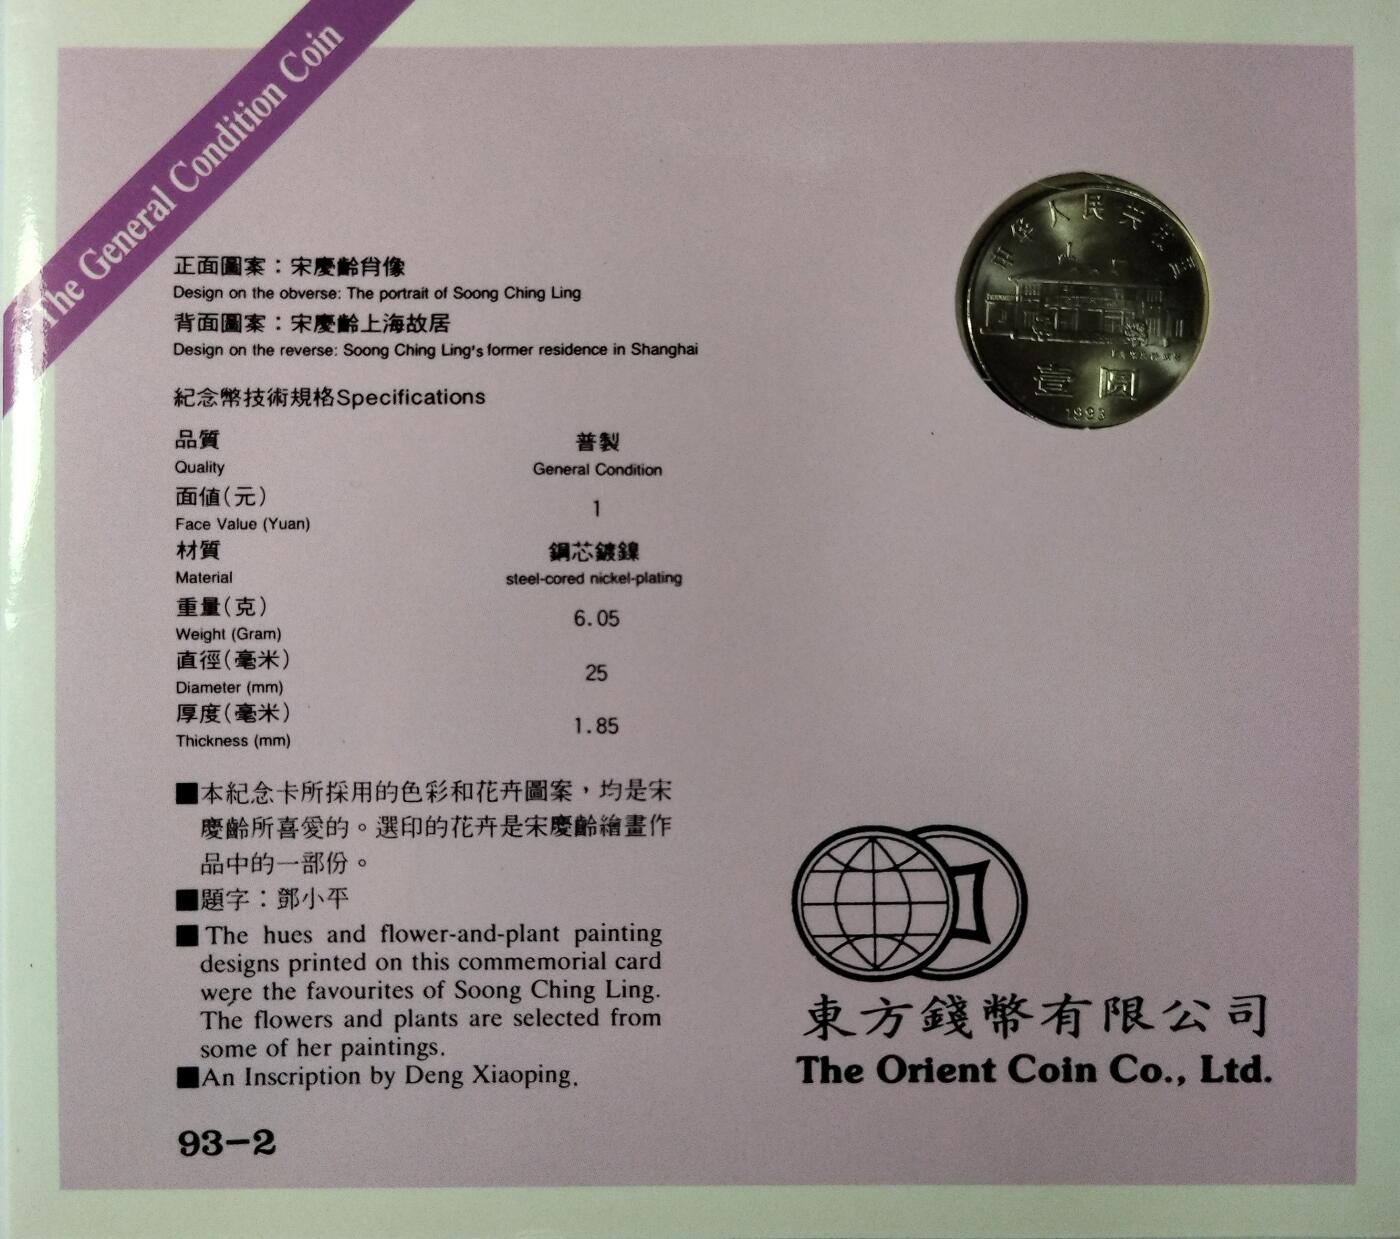 The General Condition Coin
正面圖案：宋慶齡肖像
Design on the obverse: The portrait of Soong Ching Ling
背面圖案：宋慶齡上海故居
Design on the reverse: Soong Ching Ling's former residence in Shanghai
紀念幣技術規格Specifications
品質 普製
Quality General Condition
面值(元) 1
Face Value (Yuan)
材質 鋼芯鍍鎳
Material steel-cored nickel-plating
重量(克) 6.05
Weight (Gram)
直徑(毫米) 25
Diameter (mm)
厚度(毫米) 1.85
Thickness (mm)
■本紀念卡所採用的色彩和花卉圖案，均是宋
慶齡所喜愛的。選印的花卉是宋慶齡繪畫作
品中的一部份。
■題字：鄧小平
■ The hues and flower-and-plant painting
designs printed on this commemorial card
were the favourites of Soong Ching Ling.
The flowers and plants are selected from
some of her paintings.
■An Inscription by Deng Xiaoping.
93-2
中华人民共和国
壹圆
1993
東方錢幣有限公司
The Orient Coin Co., Ltd.